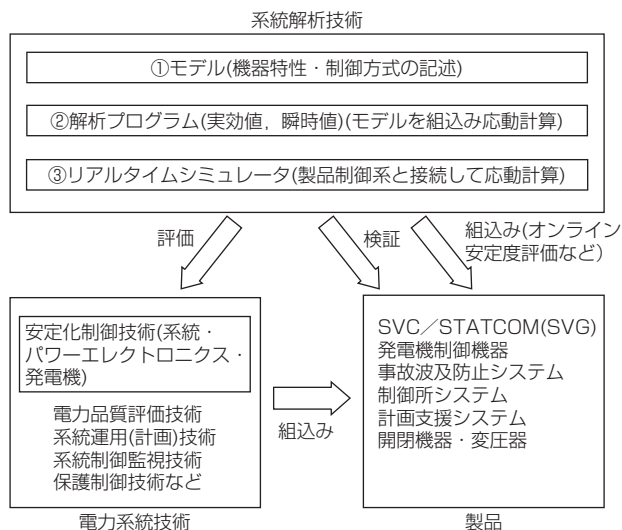 系統解析技術
①モデル(機器特性・制御方式の記述)
②解析プログラム(実効値，瞬時値)(モデルを組込み応動計算)
③リアルタイムシミュレータ(製品制御系と接続して応動計算)
評価
検証
組込み(オンライン
安定度評価など)
安定化制御技術(系統・
パワーエレクトロニクス・
発電機)
電力品質評価技術
系統運用(計画)技術
系統制御監視技術
保護制御技術など
組込み
SVC／STATCOM(SVG)
発電機制御機器
事故波及防止システム
制御所システム
計画支援システム
開閉機器・変圧器
電力系統技術
製品